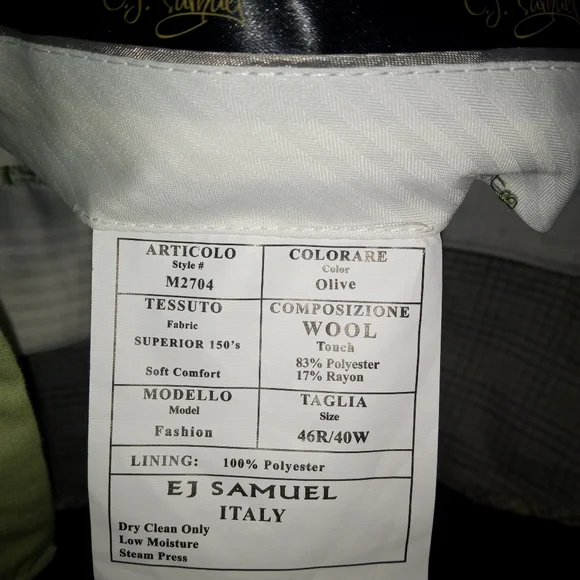 E.J. Samuel
E.J. Samuel
ARTICOLO
Style #
M2704
COLORARE
Color
Olive
TESSUTO
Fabric
SUPERIOR 150's
Soft Comfort
COMPOSIZIONE
WOOL
Touch
83% Polyester
17% Rayon
MODELLO
Model
Fashion
TAGLIA
Size
46R/40W
LINING: 100% Polyester
EJ SAMUEL
ITALY
Dry Clean Only
Low Moisture
Steam Press